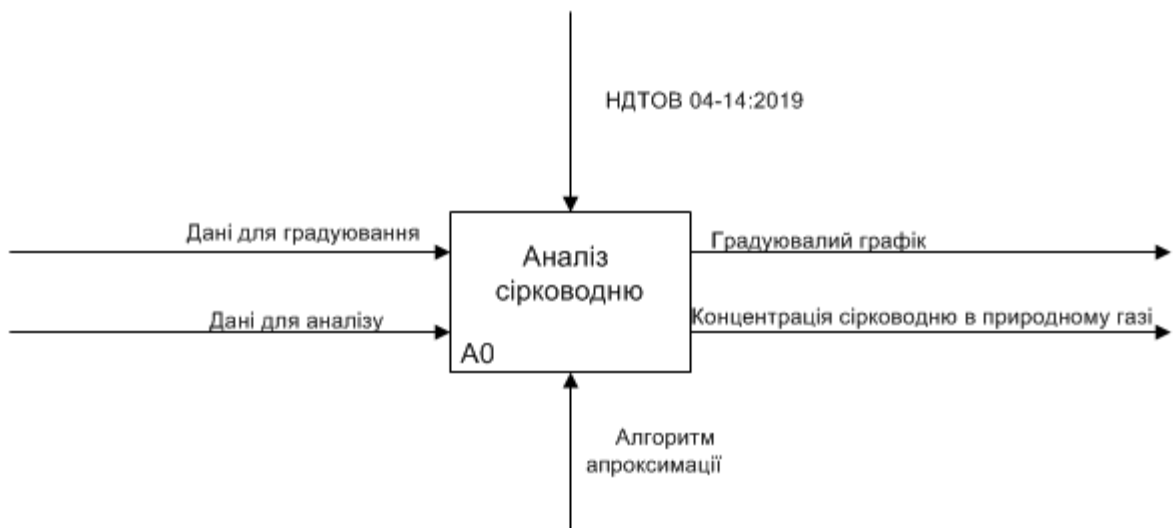 НДТОВ 04-14:2019
Дані для градуювання
Градуювалий графік
Аналіз
сірководню
Дані для аналізу
Концентрація сірководню в природному газі
А0
Алгоритм
апроксимації